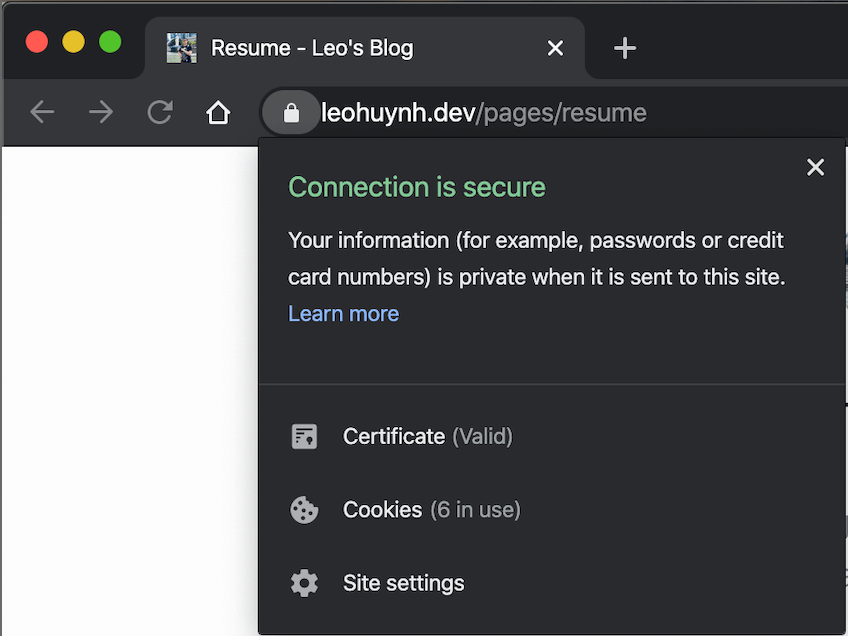 Resume - Leo's Blog
leohuynh.dev/pages/resume
Connection is secure
Your information (for example, passwords or credit
card numbers) is private when it is sent to this site.
Learn more
Certificate (Valid)
Cookies (6 in use)
Site settings